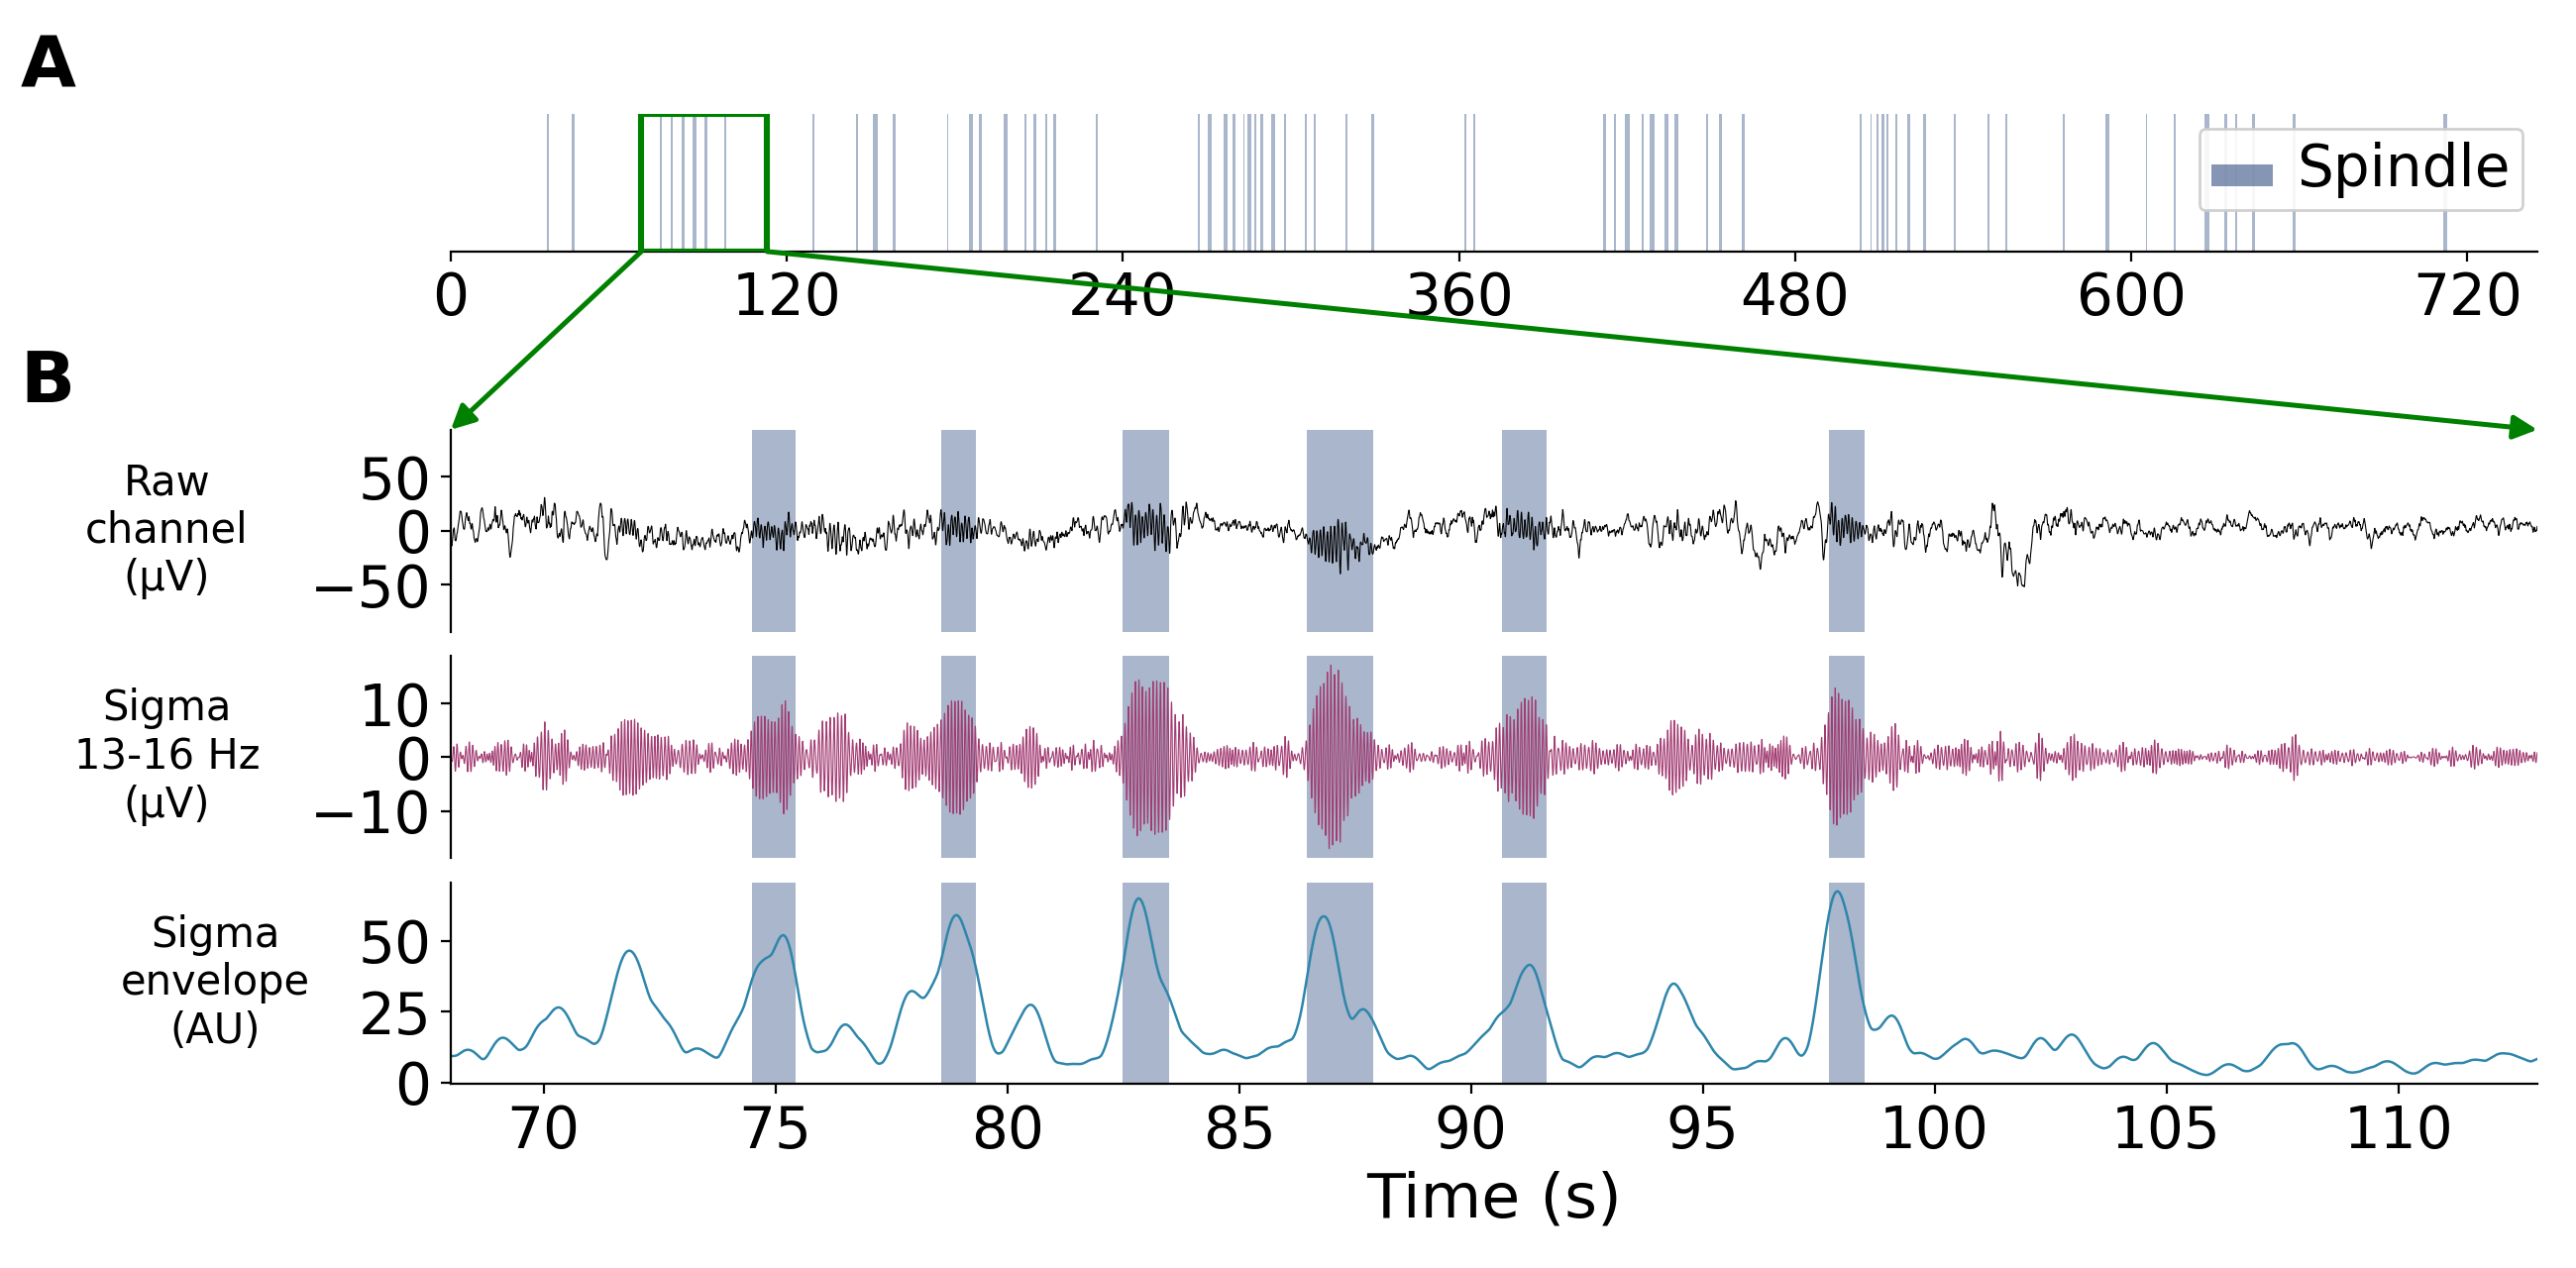 A
Spindle
0 120 240 360 480 600 720
B
Raw
channel
(µV)
50
0
−50
Sigma
13-16 Hz
(µV)
10
0
−10
Sigma
envelope
(AU)
50
25
0
70 75 80 85 90 95 100 105 110
Time (s)